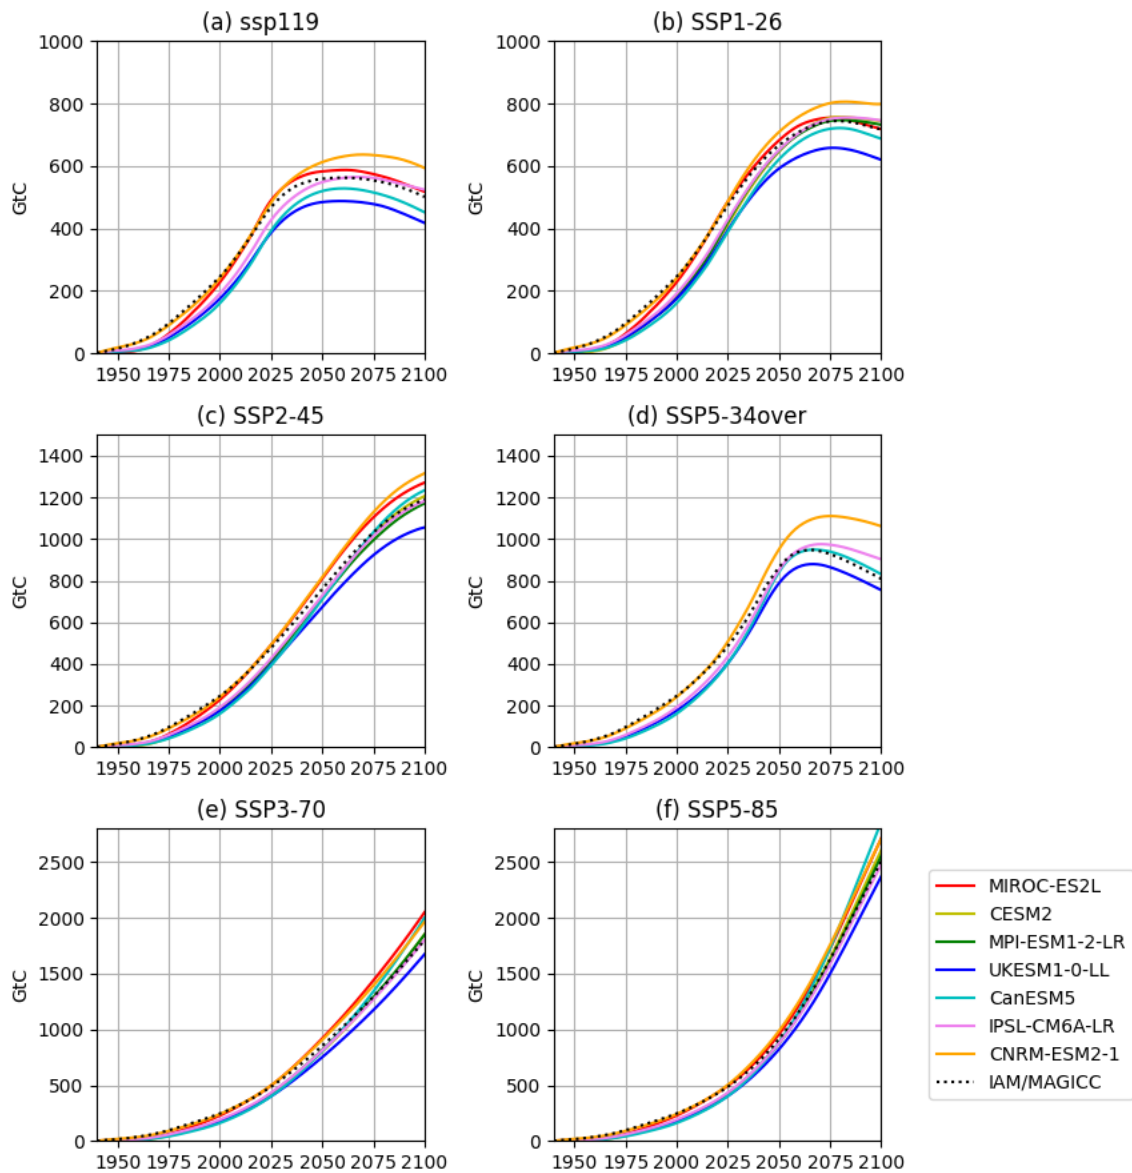 (a) ssp119
(b) SSP1-26
1000
800
600
400
200
0
GtC
1950 1975 2000 2025 2050 2075 2100
1000
800
600
400
200
0
GtC
1950 1975 2000 2025 2050 2075 2100
(c) SSP2-45
(d) SSP5-34over
1400
1200
1000
800
600
400
200
0
GtC
1950 1975 2000 2025 2050 2075 2100
1400
1200
1000
800
600
400
200
0
GtC
1950 1975 2000 2025 2050 2075 2100
(e) SSP3-70
(f) SSP5-85
2500
2000
1500
1000
500
0
GtC
1950 1975 2000 2025 2050 2075 2100
2500
2000
1500
1000
500
0
GtC
1950 1975 2000 2025 2050 2075 2100
MIROC-ES2L
CESM2
MPI-ESM1-2-LR
UKESM1-0-LL
CanESM5
IPSL-CM6A-LR
CNRM-ESM2-1
IAM/MAGICC